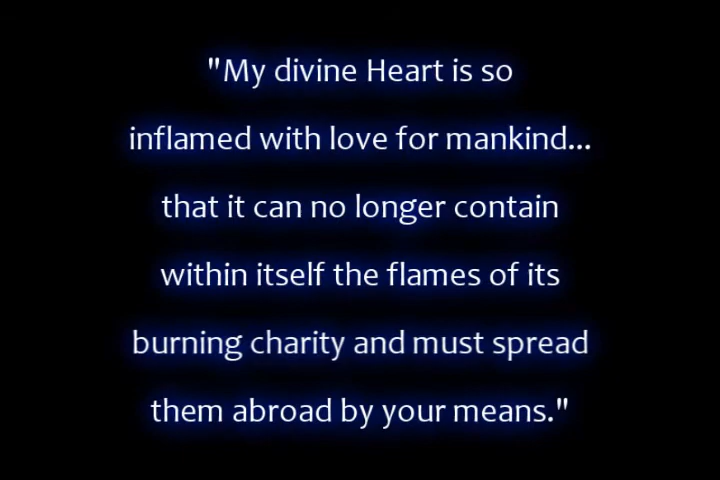 "My divine Heart is so
inflamed with love for mankind...
that it can no longer contain
within itself the flames of its
burning charity and must spread
them abroad by your means."